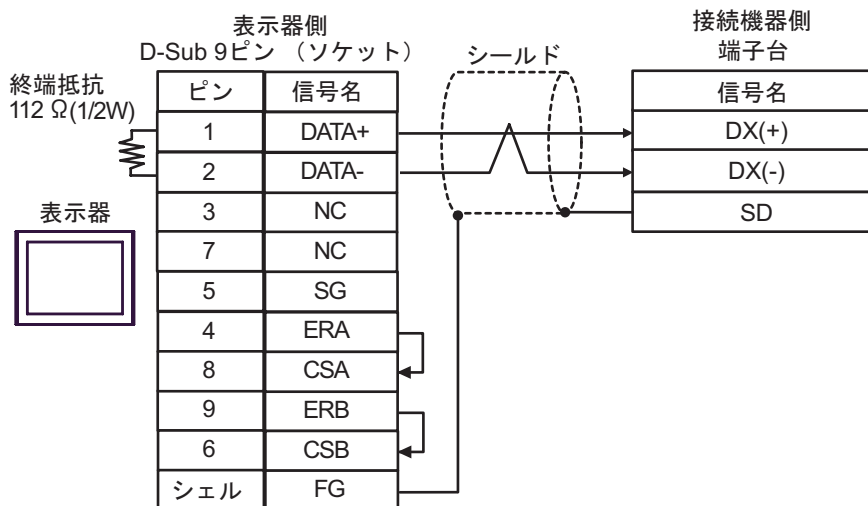 表示器側
D-Sub 9ピン （ソケット）
接続機器側
端子台
シールド
終端抵抗
112 Ω(1/2W)
ピン 信号名
信号名
1 DATA+
DX(+)
2 DATA-
DX(-)
表示器
3 NC
SD
7 NC
5 SG
4 ERA
8 CSA
9 ERB
6 CSB
シェル FG